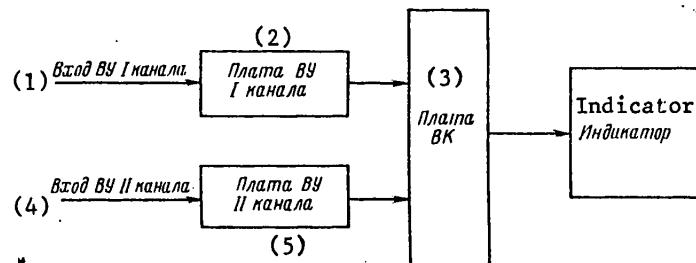 (2)
(1) Вход ВУ I канала
Плата ВУ
I канала
(3)
Плата
ВК
Indicator
Индикатор
(4) Вход ВУ II канала
Плата ВУ
II канала
(5)